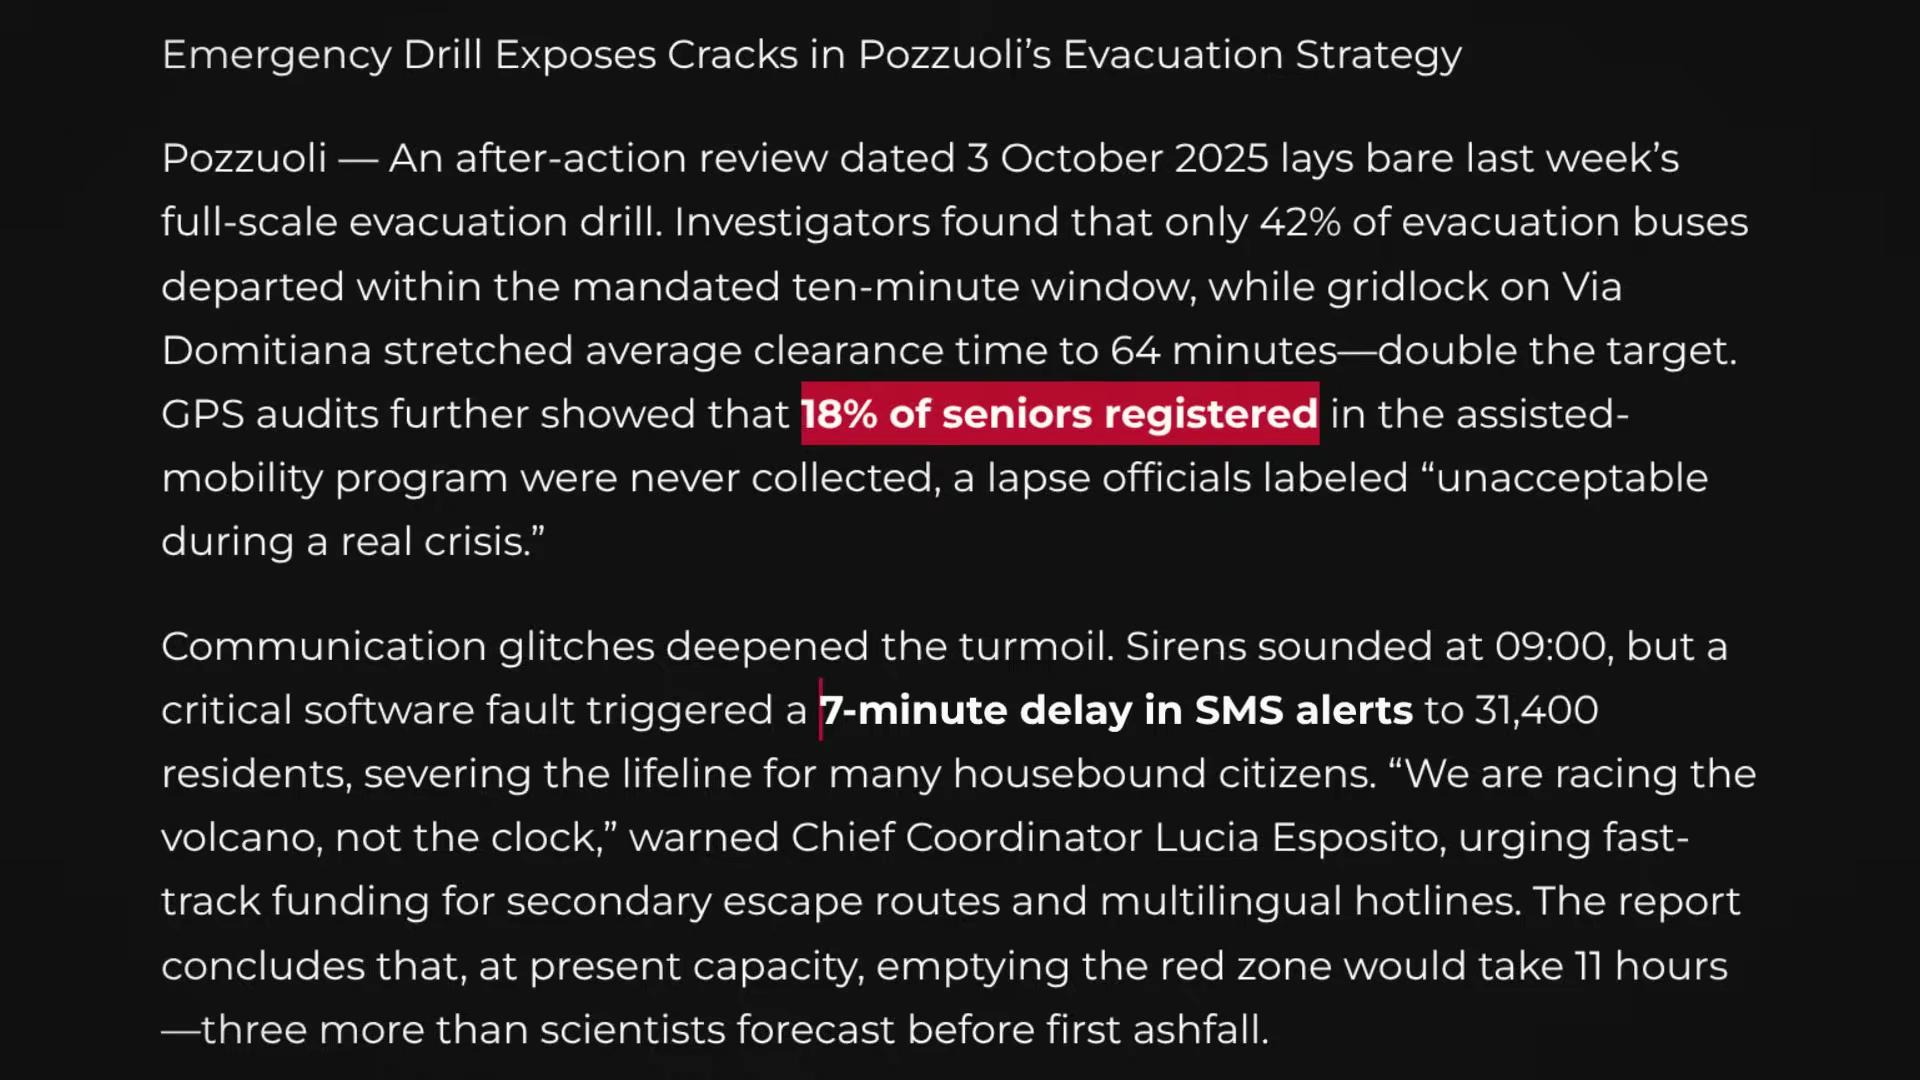 Emergency Drill Exposes Cracks in Pozzuoli’s Evacuation Strategy
Pozzuoli — An after-action review dated 3 October 2025 lays bare last week’s
full-scale evacuation drill. Investigators found that only 42% of evacuation buses
departed within the mandated ten-minute window, while gridlock on Via
Domitiana stretched average clearance time to 64 minutes—double the target.
GPS audits further showed that 18% of seniors registered in the assisted-
mobility program were never collected, a lapse officials labeled “unacceptable
during a real crisis.”
Communication glitches deepened the turmoil. Sirens sounded at 09:00, but a
critical software fault triggered a 7-minute delay in SMS alerts to 31,400
residents, severing the lifeline for many housebound citizens. “We are racing the
volcano, not the clock,” warned Chief Coordinator Lucia Esposito, urging fast-
track funding for secondary escape routes and multilingual hotlines. The report
concludes that, at present capacity, emptying the red zone would take 11 hours
—three more than scientists forecast before first ashfall.